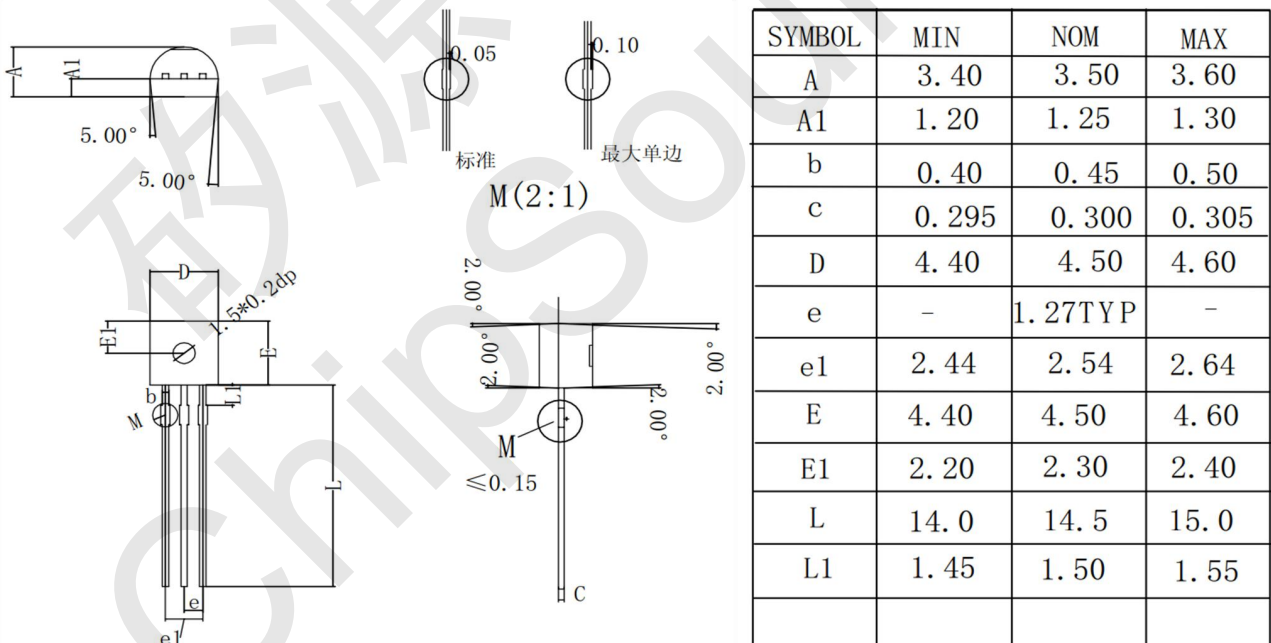 A
A1
5.00°
5.00°
0.05
0.10
标准
最大单边
M(2:1)
D
1.5*0.2dp
E1
E
b
L1
M
L
e
e1
2.00°
2.00°
2.00°
2.00°
M
≤0.15
C
SYMBOL MIN NOM MAX
A 3.40 3.50 3.60
A1 1.20 1.25 1.30
b 0.40 0.45 0.50
c 0.295 0.300 0.305
D 4.40 4.50 4.60
e - 1.27TYP -
e1 2.44 2.54 2.64
E 4.40 4.50 4.60
E1 2.20 2.30 2.40
L 14.0 14.5 15.0
L1 1.45 1.50 1.55
矽源
ChipSour